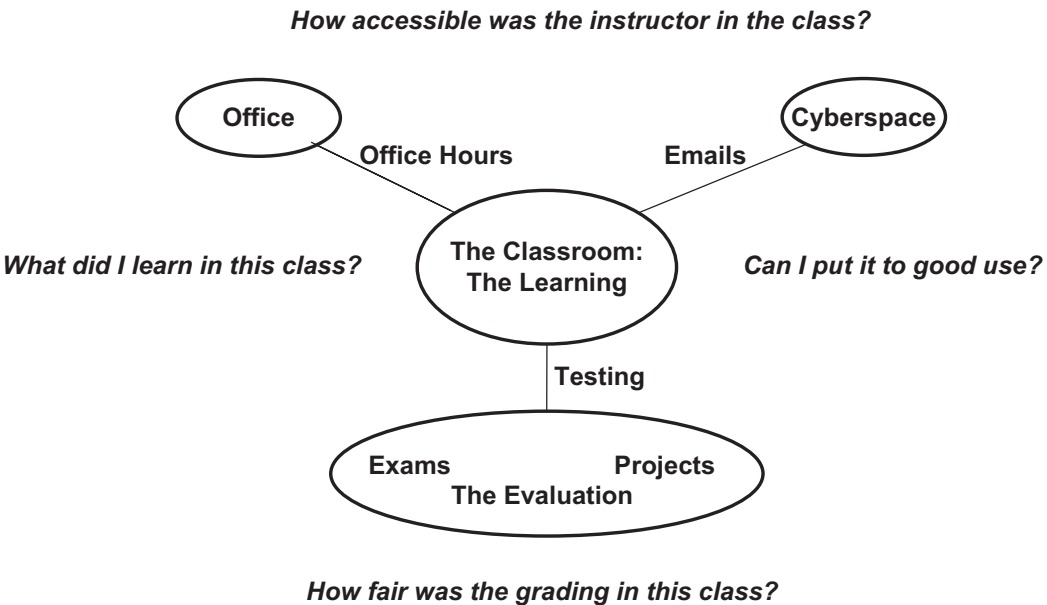 How accessible was the instructor in the class?
Office
Cyberspace
Office Hours
Emails
The Classroom:
The Learning
What did I learn in this class?
Can I put it to good use?
Testing
Exams
Projects
The Evaluation
How fair was the grading in this class?